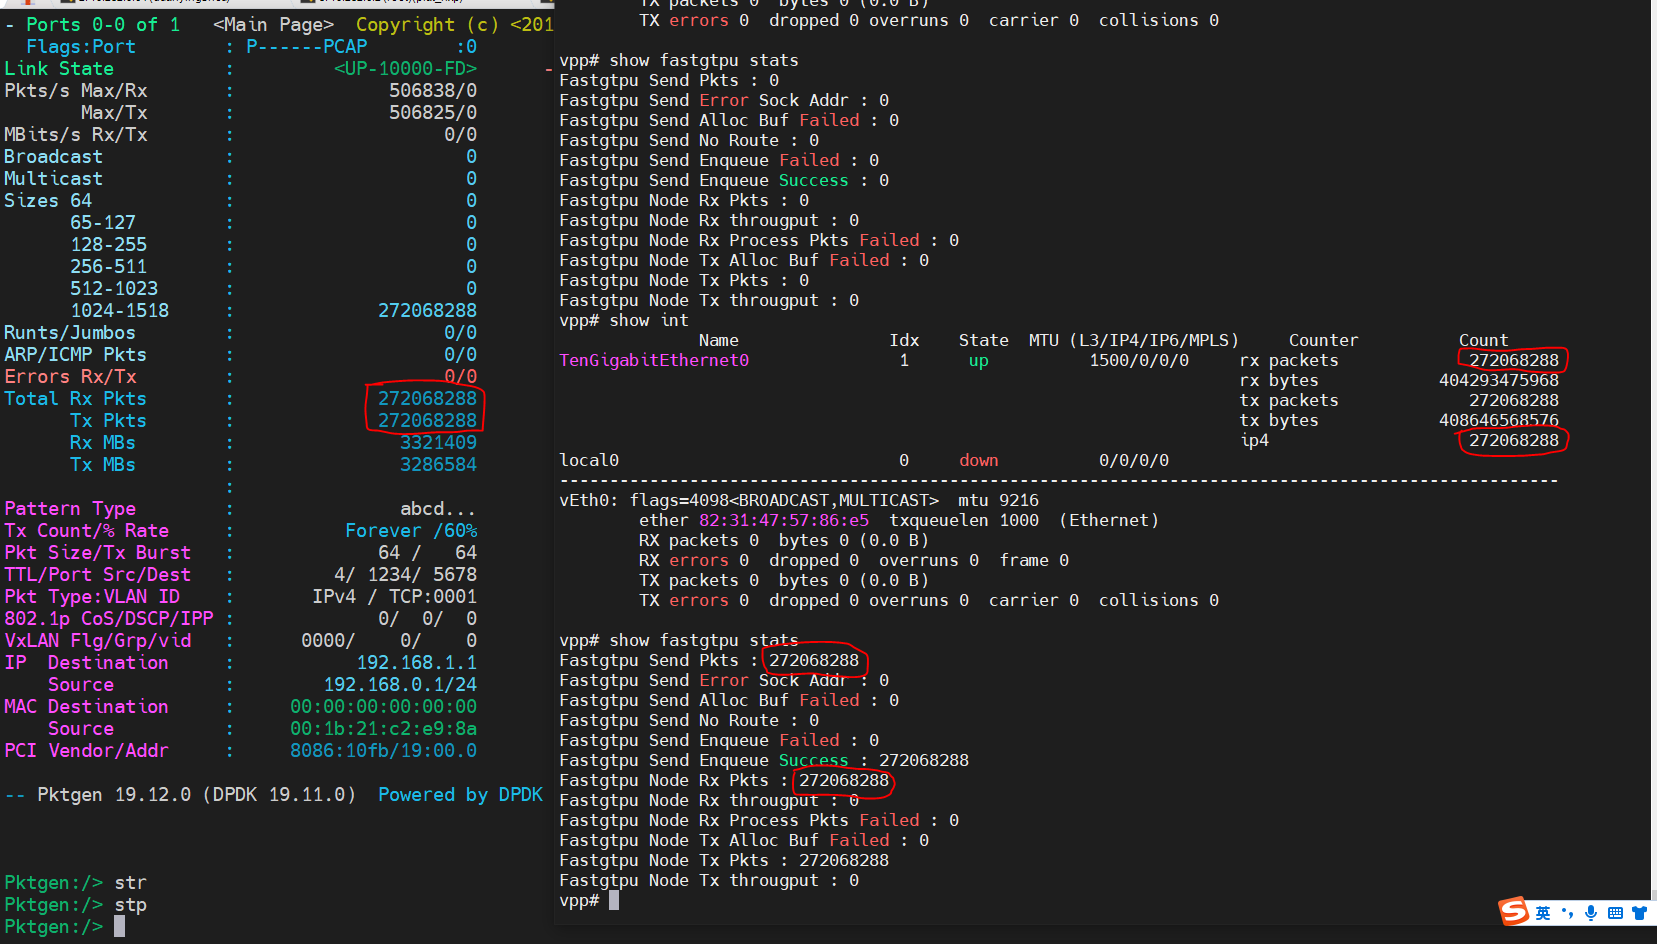 - Ports 0-0 of 1   <Main Page>  Copyright (c) <201
Flags:Port        : P------PCAP        :0
Link State        :         <UP-10000-FD>      -
Pkts/s Max/Rx     :              506838/0
Max/Tx     :              506825/0
MBits/s Rx/Tx     :                   0/0
Broadcast         :                     0
Multicast         :                     0
Sizes 64          :                     0
65-127      :                     0
128-255     :                     0
256-511     :                     0
512-1023    :                     0
1024-1518   :             272068288
Runts/Jumbos      :                   0/0
ARP/ICMP Pkts     :                   0/0
Errors Rx/Tx      :                   0/0
Total Rx Pkts     :             272068288
Tx Pkts     :             272068288
Rx MBs      :               3321409
Tx MBs      :               3286584
:
Pattern Type      :               abcd...
Tx Count/% Rate   :          Forever /60%
Pkt Size/Tx Burst :             64 /   64
TTL/Port Src/Dest :         4/ 1234/ 5678
Pkt Type:VLAN ID  :       IPv4 / TCP:0001
802.1p CoS/DSCP/IPP :             0/  0/  0
VxLAN Flg/Grp/vid :      0000/    0/    0
IP  Destination   :           192.168.1.1
Source        :        192.168.0.1/24
MAC Destination   :     00:00:00:00:00:00
Source        :     00:1b:21:c2:e9:8a
PCI Vendor/Addr   :     8086:10fb/19:00.0
-- Pktgen 19.12.0 (DPDK 19.11.0)  Powered by DPDK
Pktgen:/> str
Pktgen:/> stp
Pktgen:/>
TX errors 0  dropped 0 overruns 0  carrier 0  collisions 0
vpp# show fastgtpu stats
Fastgtpu Send Pkts : 0
Fastgtpu Send Error Sock Addr : 0
Fastgtpu Send Alloc Buf Failed : 0
Fastgtpu Send No Route : 0
Fastgtpu Send Enqueue Failed : 0
Fastgtpu Send Enqueue Success : 0
Fastgtpu Node Rx Pkts : 0
Fastgtpu Node Rx througput : 0
Fastgtpu Node Rx Process Pkts Failed : 0
Fastgtpu Node Tx Alloc Buf Failed : 0
Fastgtpu Node Tx Pkts : 0
Fastgtpu Node Tx througput : 0
vpp# show int
Name               Idx    State  MTU (L3/IP4/IP6/MPLS)     Counter          Count
TenGigabitEthernet0               1      up          1500/0/0/0     rx packets             272068288
rx bytes            404293475968
tx packets             272068288
tx bytes            408646568576
ip4                    272068288
local0                            0     down          0/0/0/0
----------------------------------------------------------------------------------------------------
vEth0: flags=4098<BROADCAST,MULTICAST>  mtu 9216
ether 82:31:47:57:86:e5  txqueuelen 1000  (Ethernet)
RX packets 0  bytes 0 (0.0 B)
RX errors 0  dropped 0  overruns 0  frame 0
TX packets 0  bytes 0 (0.0 B)
TX errors 0  dropped 0 overruns 0  carrier 0  collisions 0
vpp# show fastgtpu stats
Fastgtpu Send Pkts : 272068288
Fastgtpu Send Error Sock Addr : 0
Fastgtpu Send Alloc Buf Failed : 0
Fastgtpu Send No Route : 0
Fastgtpu Send Enqueue Failed : 0
Fastgtpu Send Enqueue Success : 272068288
Fastgtpu Node Rx Pkts : 272068288
Fastgtpu Node Rx througput : 0
Fastgtpu Node Rx Process Pkts Failed : 0
Fastgtpu Node Tx Alloc Buf Failed : 0
Fastgtpu Node Tx Pkts : 272068288
Fastgtpu Node Tx througput : 0
vpp#
S 英